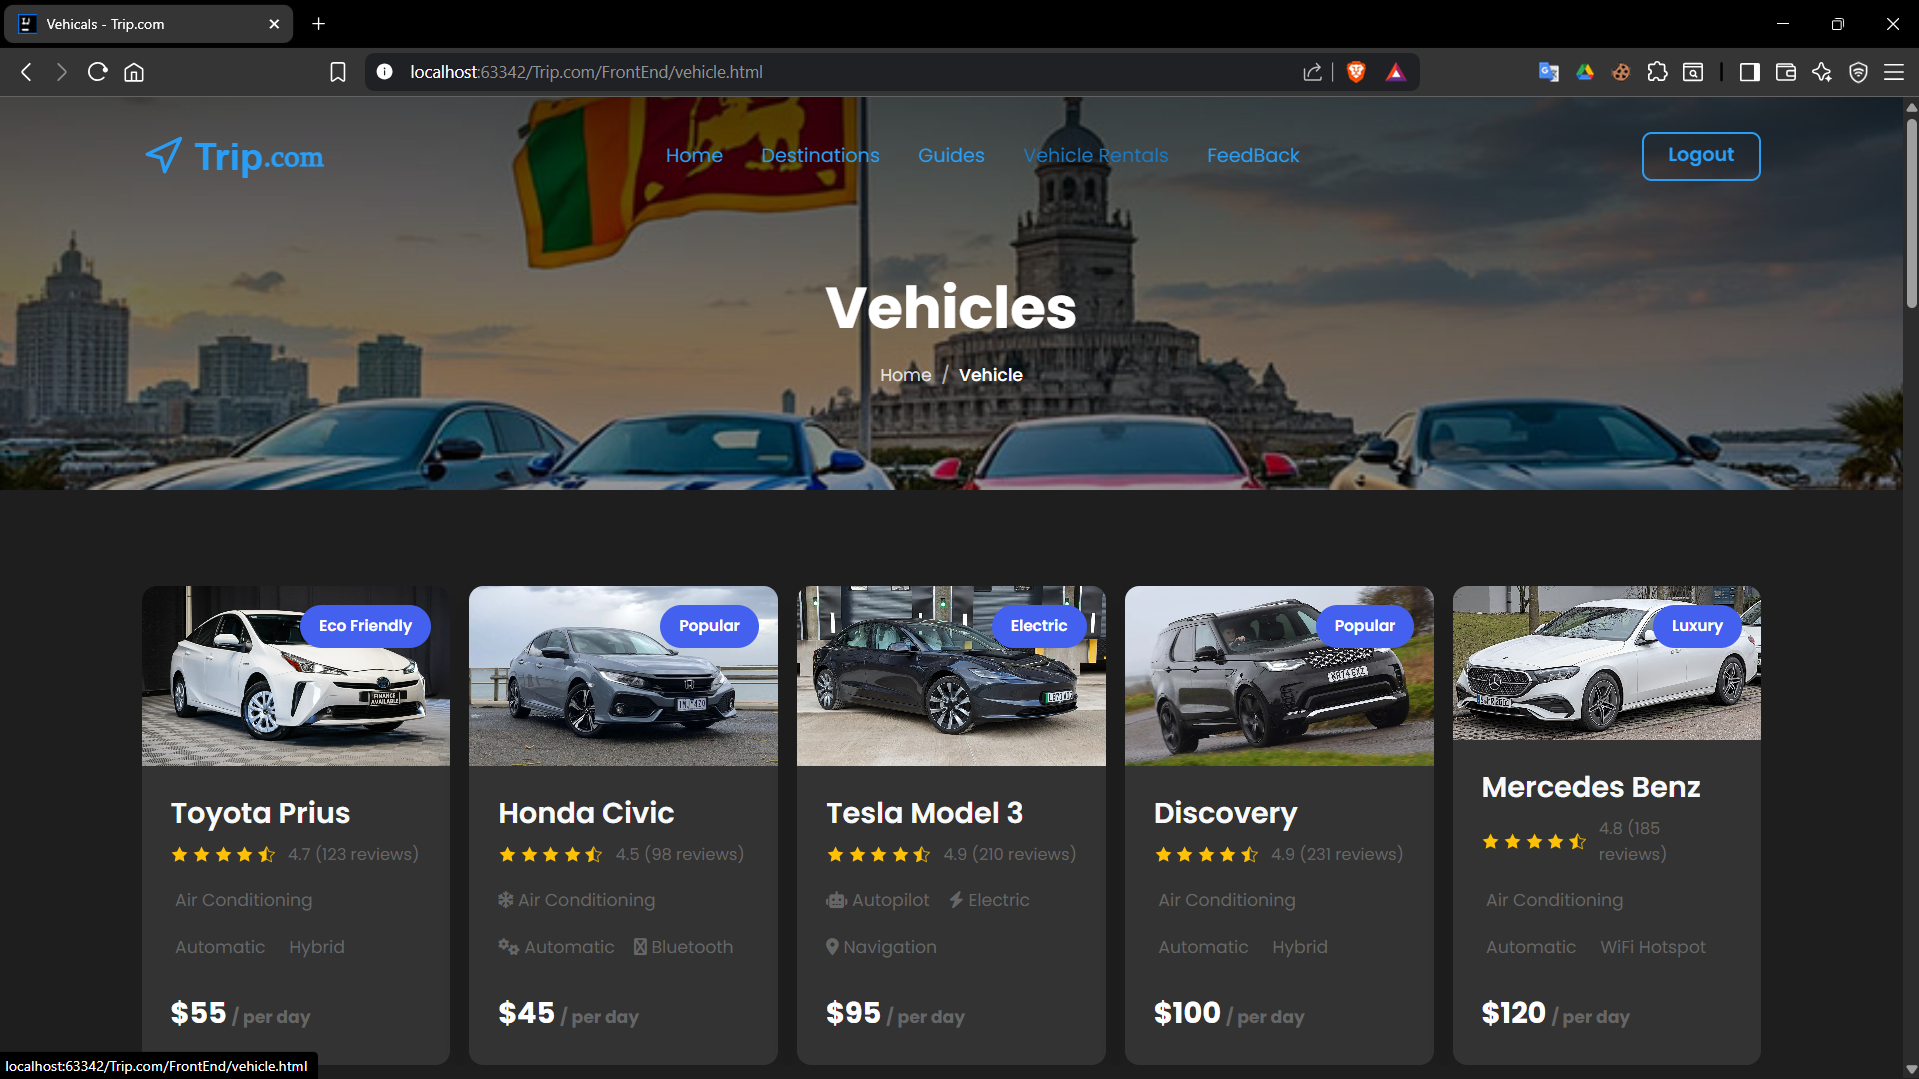 Vehicals - Trip.com
localhost:63342/Trip.com/FrontEnd/vehicle.html
Trip.com
Home Destinations Guides Vehicle Rentals FeedBack
Logout
Vehicles
Home / Vehicle
Eco Friendly
Toyota Prius
4.7 (123 reviews)
Air Conditioning
Automatic Hybrid
$55 / per day
Popular
Honda Civic
4.5 (98 reviews)
Air Conditioning
Automatic Bluetooth
$45 / per day
Electric
Tesla Model 3
4.9 (210 reviews)
Autopilot Electric
Navigation
$95 / per day
Popular
Discovery
4.9 (231 reviews)
Air Conditioning
Automatic Hybrid
$100 / per day
Luxury
Mercedes Benz
4.8 (185
reviews)
Air Conditioning
Automatic WiFi Hotspot
$120 / per day
FINANCE
AVAILABLE
localhost:63342/Trip.com/FrontEnd/vehicle.html